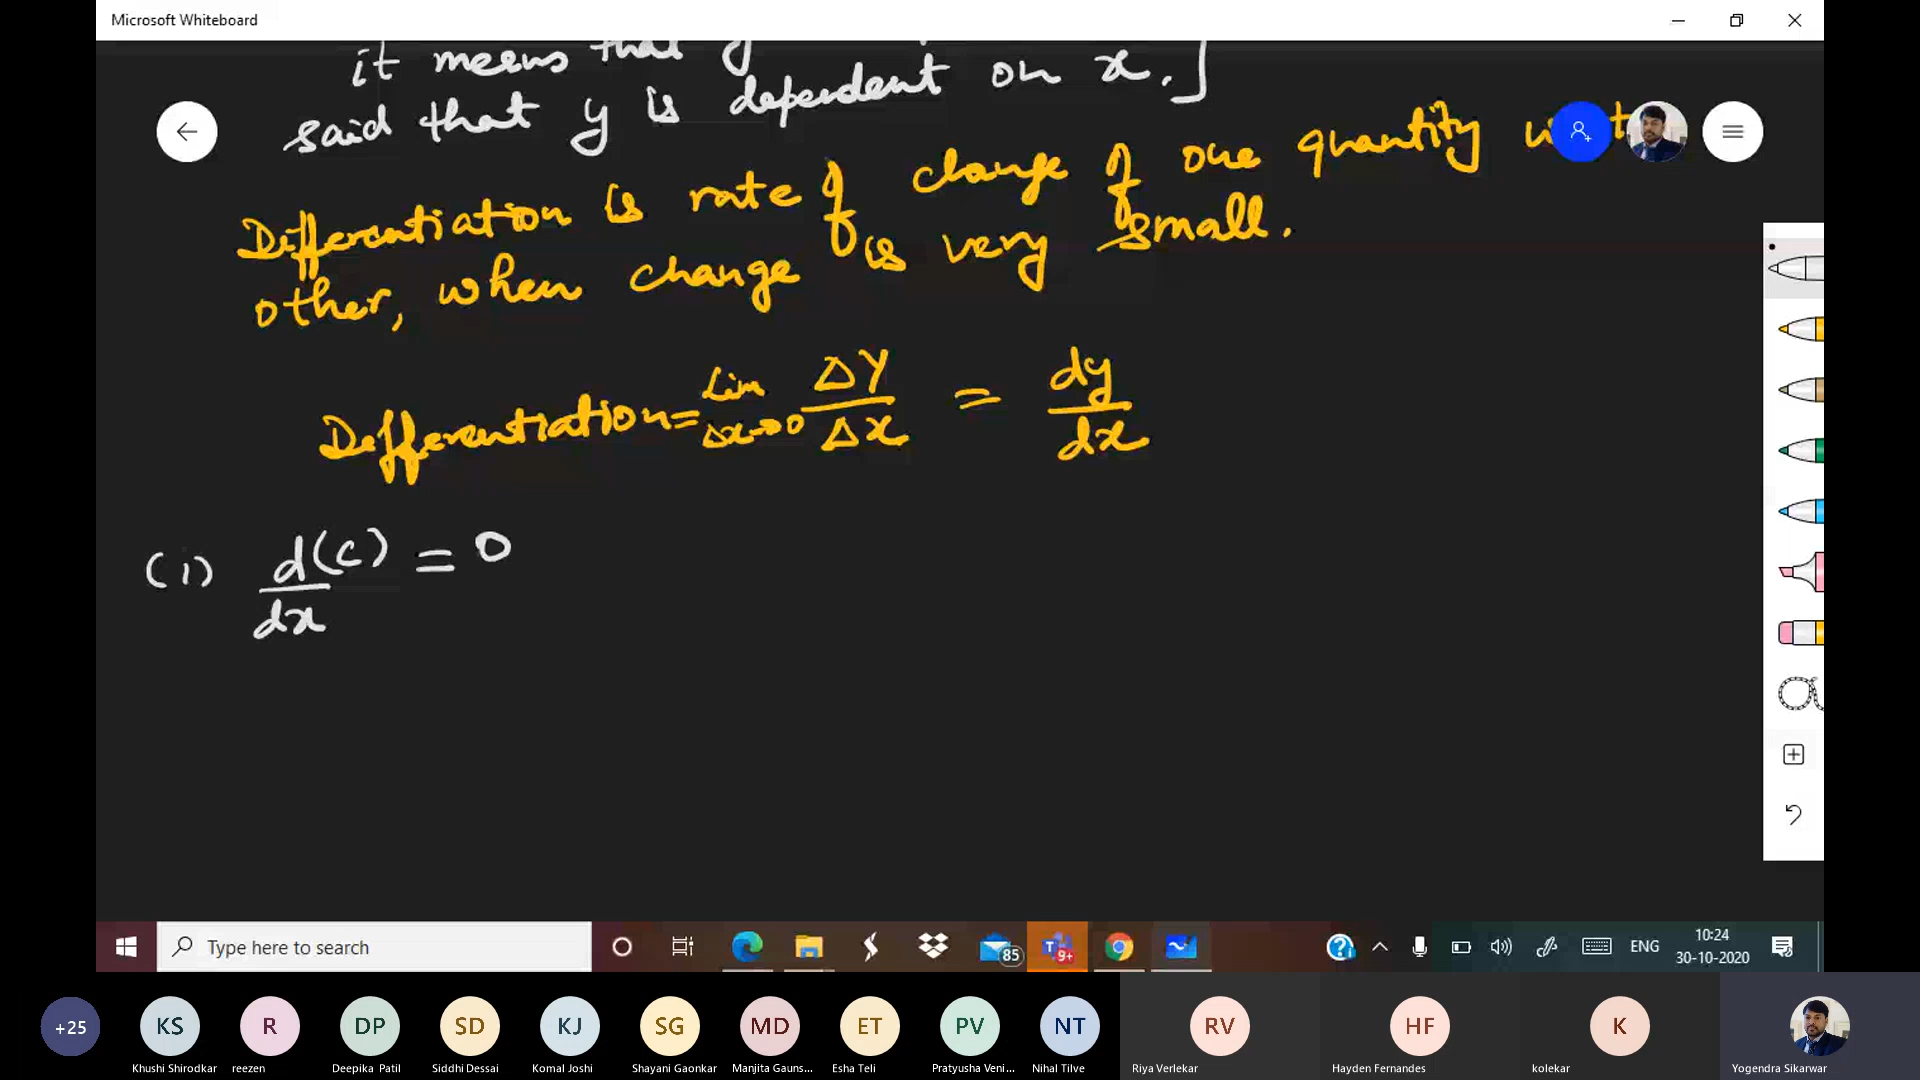 Microsoft Whiteboard
it means that y
said that y is dependent on x.]
Differentiation is rate of change of one quantity
other, when change is very small.
Differentiation = Lim Δx→0 ΔY/Δx = dy/dx
(i) d(c)/dx = 0
Type here to search
85
9+
ENG
10:24
30-10-2020
+25
KS
R
DP
SD
KJ
SG
MD
ET
PV
NT
RV
HF
K
Khushi Shirodkar
reezen
Deepika Patil
Siddhi Dessai
Komal Joshi
Shayani Gaonkar
Manjita Gauns...
Esha Teli
Pratyusha Veni...
Nihal Tilve
Riya Verlekar
Hayden Fernandes
kolekar
Yogendra Sikarwar